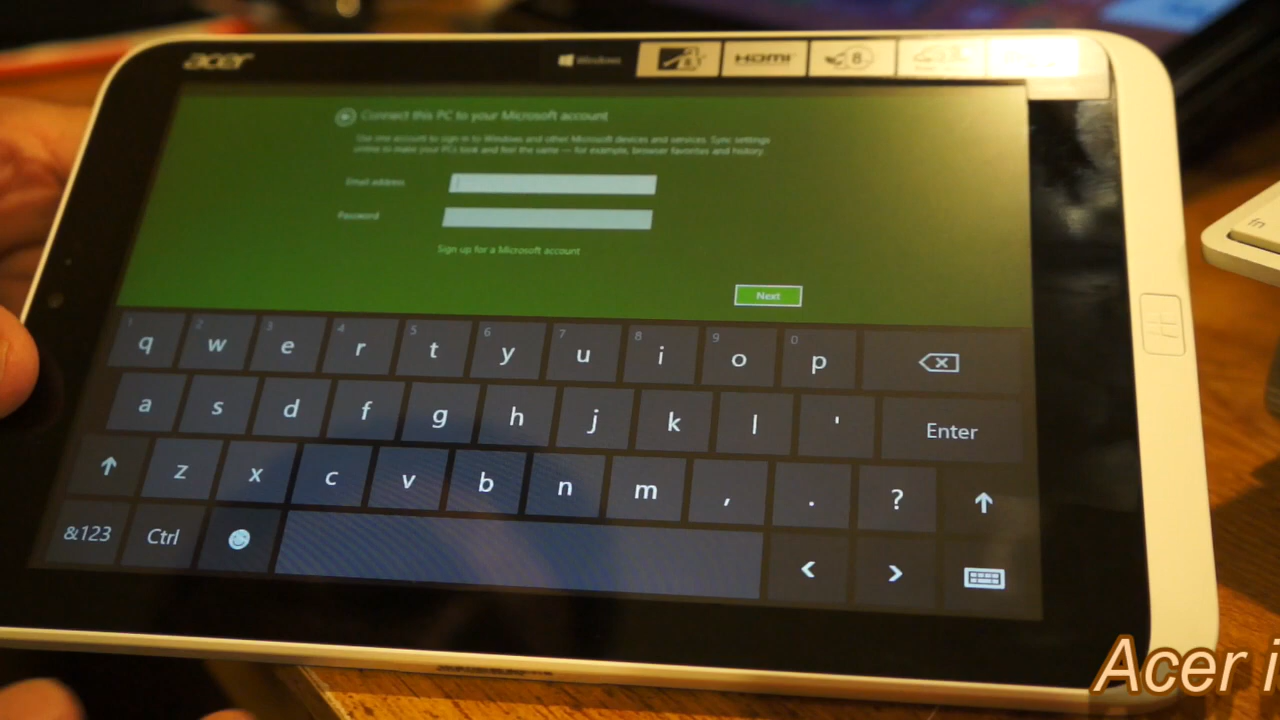 acer
Windows
HDMI
8
Connect this PC to your Microsoft account
Use one account to sign in to Windows and other Microsoft devices and services. Sync settings
online to make your PCs look and feel the same — for example, browser favorites and history.
Email address
Password
Sign up for a Microsoft account
Next
1 q 2 w 3 e 4 r 5 t 6 y 7 u 8 i 9 o 0 p
a s d f g h j k l ' Enter
z x c v b n m , . ?
&123 Ctrl < >
fn
Acer i